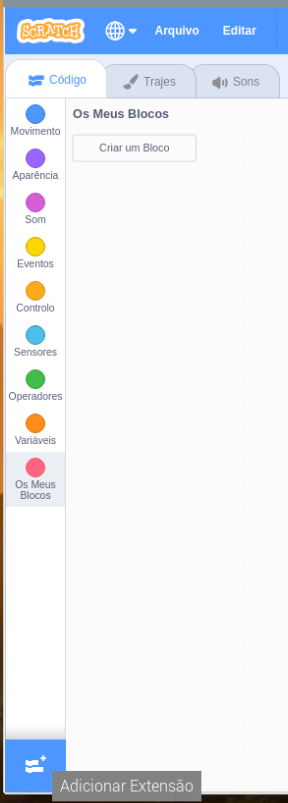 SCRATCH
Arquivo
Editar
Código
Trajes
Sons
Os Meus Blocos
Criar um Bloco
Movimento
Aparência
Som
Eventos
Controlo
Sensores
Operadores
Variáveis
Os Meus
Blocos
Adicionar Extensão